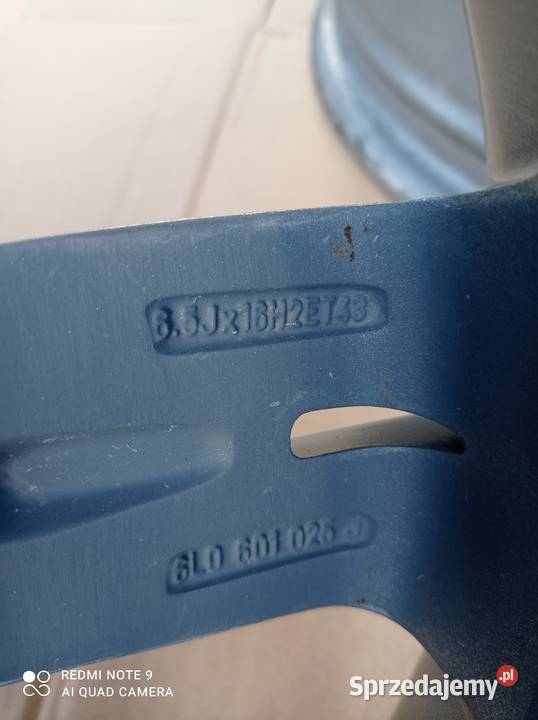 6.5Jx16H2ET43
6L0 601 025 J
REDMI NOTE 9
AI QUAD CAMERA
Sprzedajemy.pl